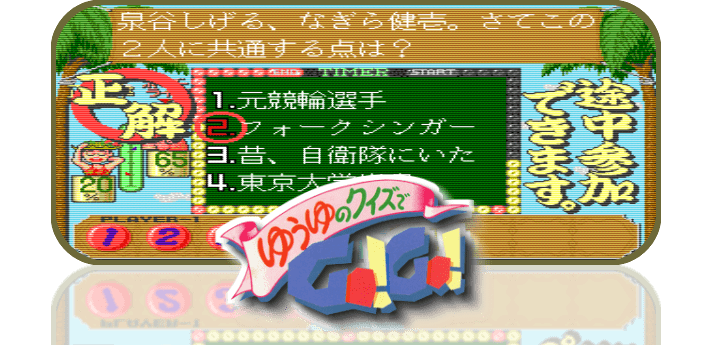 泉谷しげる、なぎら健壱。さてこの
２人に共通する点は？
END TIMER START
正解
1.元競輪選手
2.フォークシンガー
3.昔、自衛隊にいた
4.東京大学
途中参加
できます。
20%
65
PLAYER-1
1 2
ゆうゆのクイズで
GO!GO!